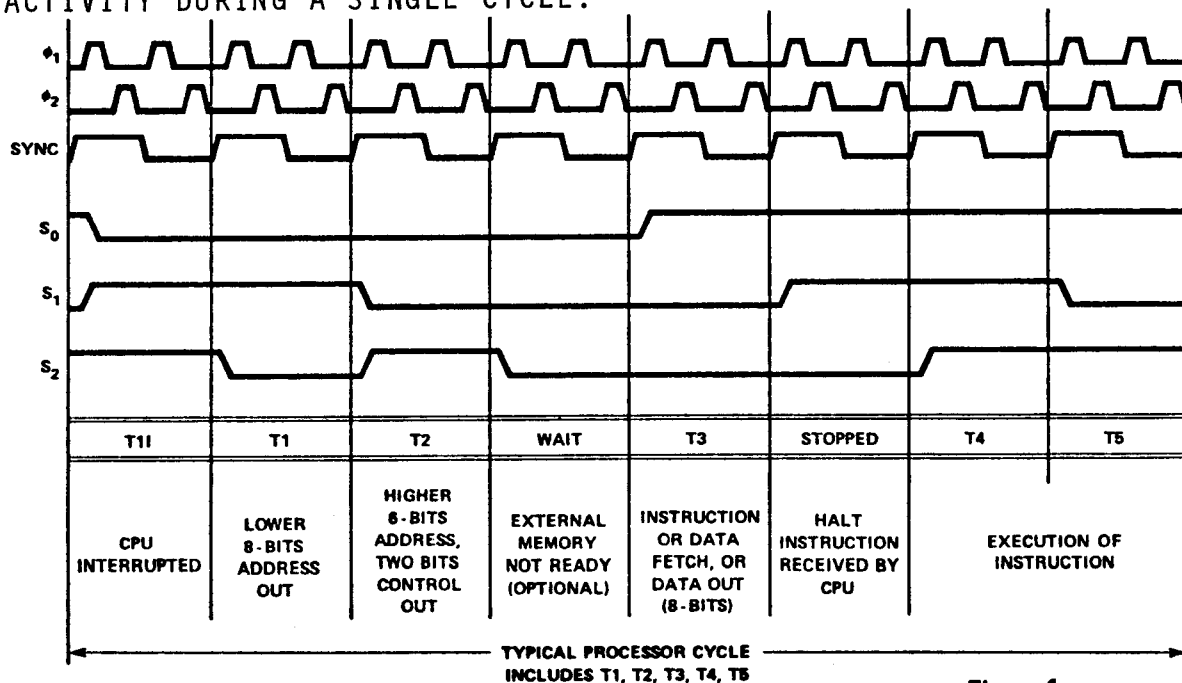 ACTIVITY DURING A SINGLE CYCLE.
ϕ1
ϕ2
SYNC
S0
S1
S2
T1I T1 T2 WAIT T3 STOPPED T4 T5
CPU
INTERRUPTED
LOWER
8-BITS
ADDRESS
OUT
HIGHER
6-BITS
ADDRESS,
TWO BITS
CONTROL
OUT
EXTERNAL
MEMORY
NOT READY
(OPTIONAL)
INSTRUCTION
OR DATA
FETCH, OR
DATA OUT
(8-BITS)
HALT
INSTRUCTION
RECEIVED BY
CPU
EXECUTION OF
INSTRUCTION
TYPICAL PROCESSOR CYCLE
INCLUDES T1, T2, T3, T4, T5